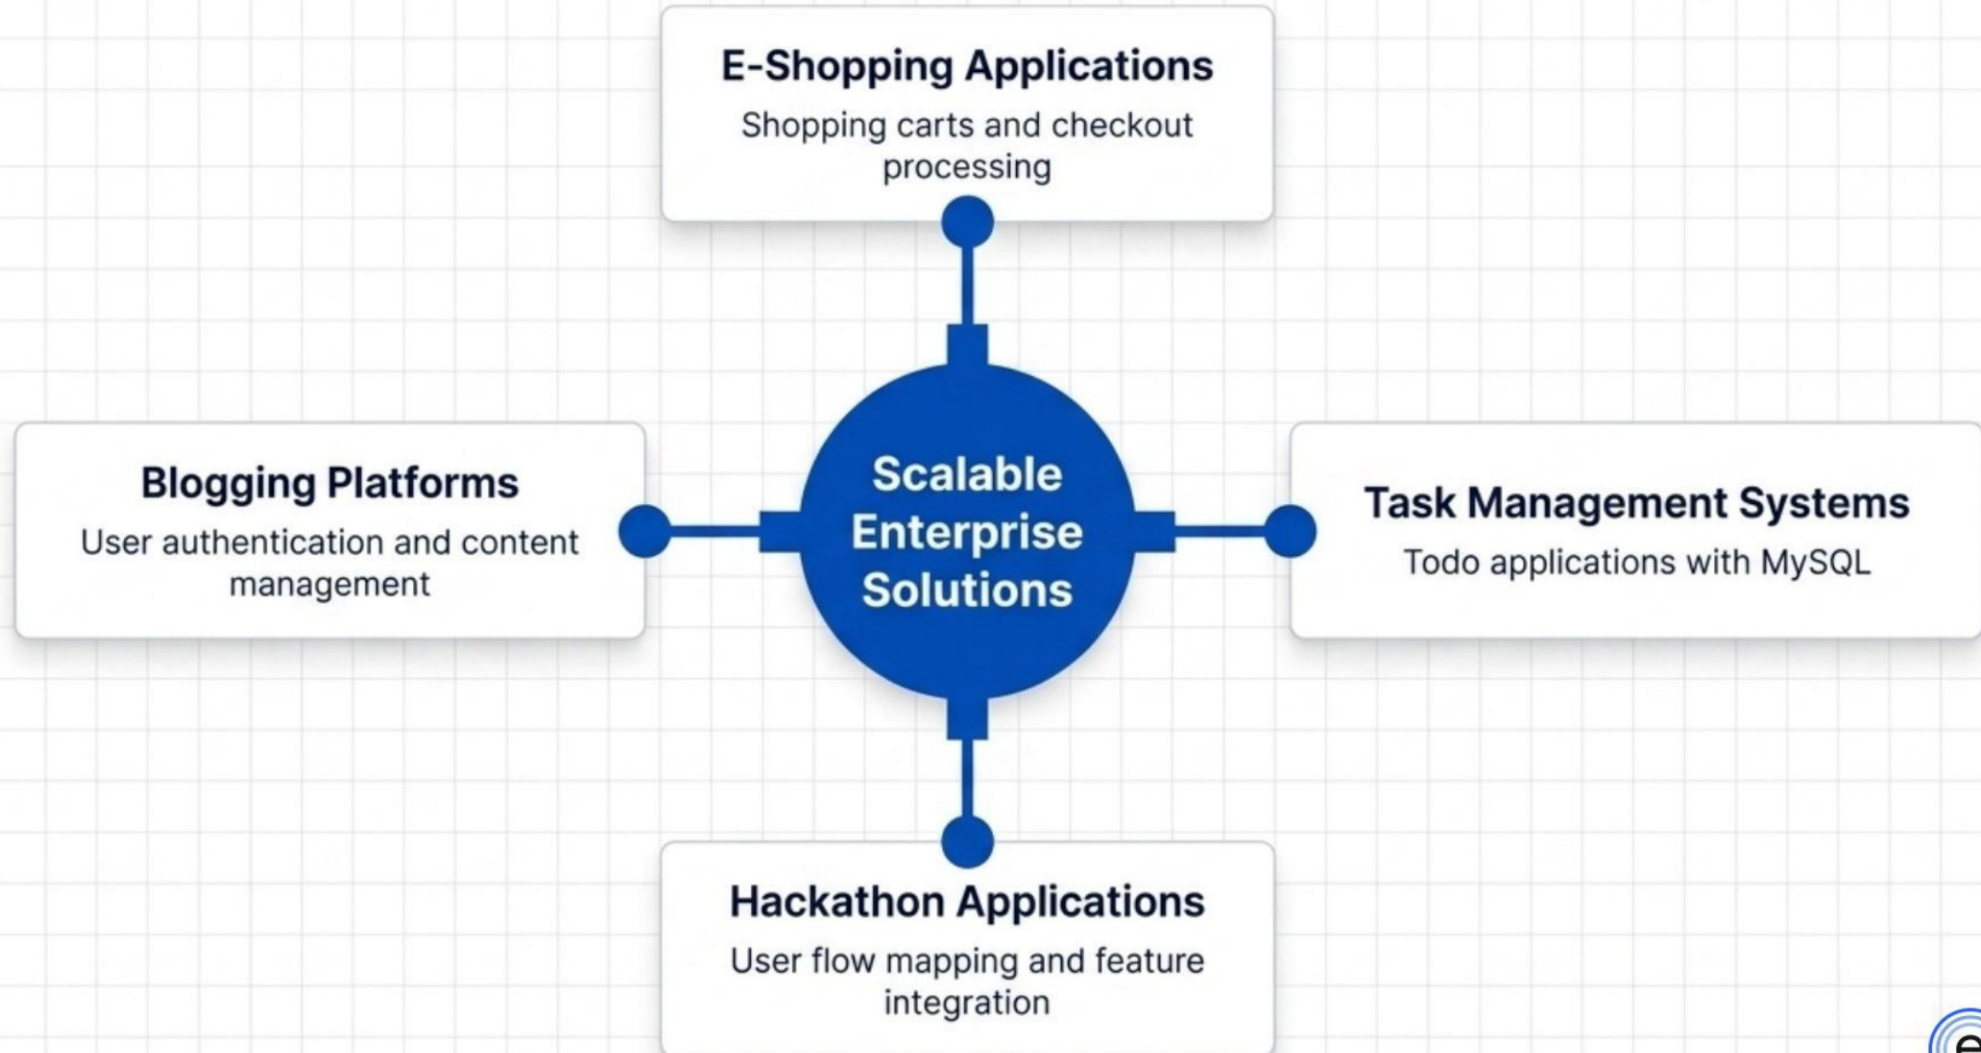 E-Shopping Applications
Shopping carts and checkout
processing
Blogging Platforms
User authentication and content
management
Scalable
Enterprise
Solutions
Task Management Systems
Todo applications with MySQL
Hackathon Applications
User flow mapping and feature
integration
e